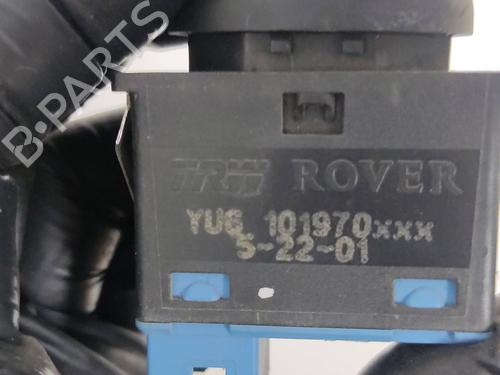 B-PARTS
TRW ROVER
YUG 101970xxx
5-22-01